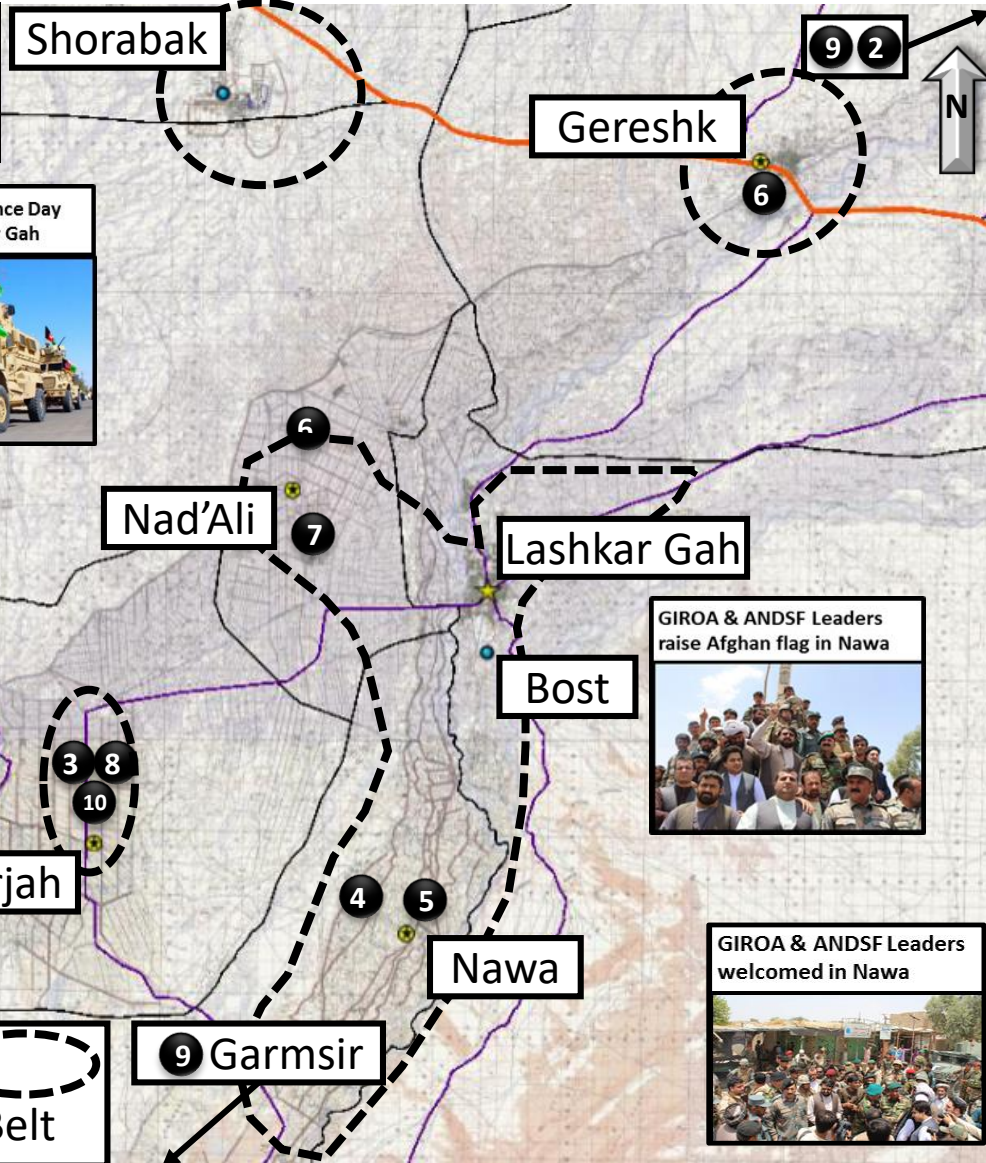 Shorabak
9 2
N
Gereshk
6
nce Day
Gah
6
Nad'Ali
7
Lashkar Gah
GIROA & ANDSF Leaders
raise Afghan flag in Nawa
Bost
3 8
10
rjah
4 5
Nawa
GIROA & ANDSF Leaders
welcomed in Nawa
9 Garmsir
Belt